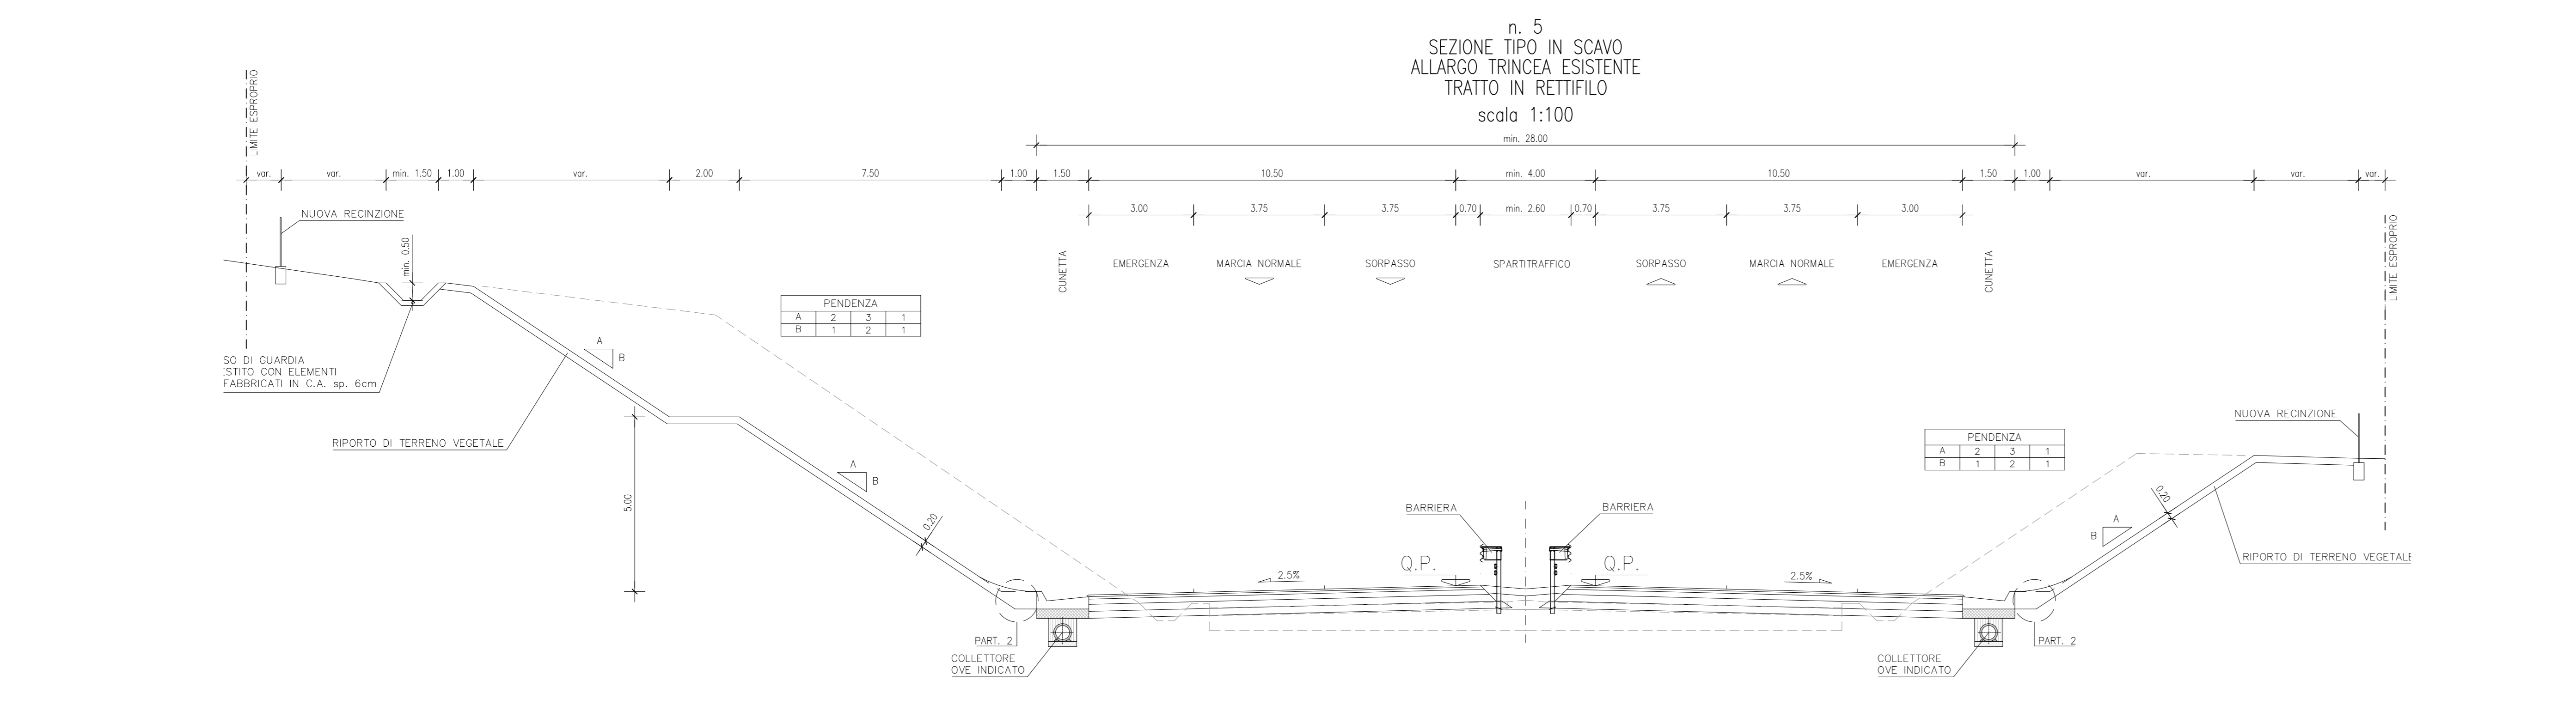 n. 5
SEZIONE TIPO IN SCAVO
ALLARGO TRINCEA ESISTENTE
TRATTO IN RETTIFILO
scala 1:100
min. 28.00
var.
var.
min. 1.50
1.00
var.
2.00
7.50
1.00
1.50
10.50
min. 4.00
10.50
1.50
1.00
var.
var.
var.
3.00
3.75
3.75
0.70
min. 2.60
0.70
3.75
3.75
3.00
LIMITE ESPROPRIO
NUOVA RECINZIONE
min. 0.50
CUNETTA
EMERGENZA
MARCIA NORMALE
SORPASSO
SPARTITRAFFICO
SORPASSO
MARCIA NORMALE
EMERGENZA
CUNETTA
LIMITE ESPROPRIO
PENDENZA
A 2 3 1
B 1 2 1
A
B
SO DI GUARDIA
STITO CON ELEMENTI
FABBRICATI IN C.A. sp. 6cm
RIPORTO DI TERRENO VEGETALE
5.00
A
B
0.20
NUOVA RECINZIONE
PENDENZA
A 2 3 1
B 1 2 1
0.20
A
B
BARRIERA
BARRIERA
Q.P.
Q.P.
2.5%
2.5%
RIPORTO DI TERRENO VEGETALE
PART. 2
COLLETTORE
OVE INDICATO
PART. 2
COLLETTORE
OVE INDICATO